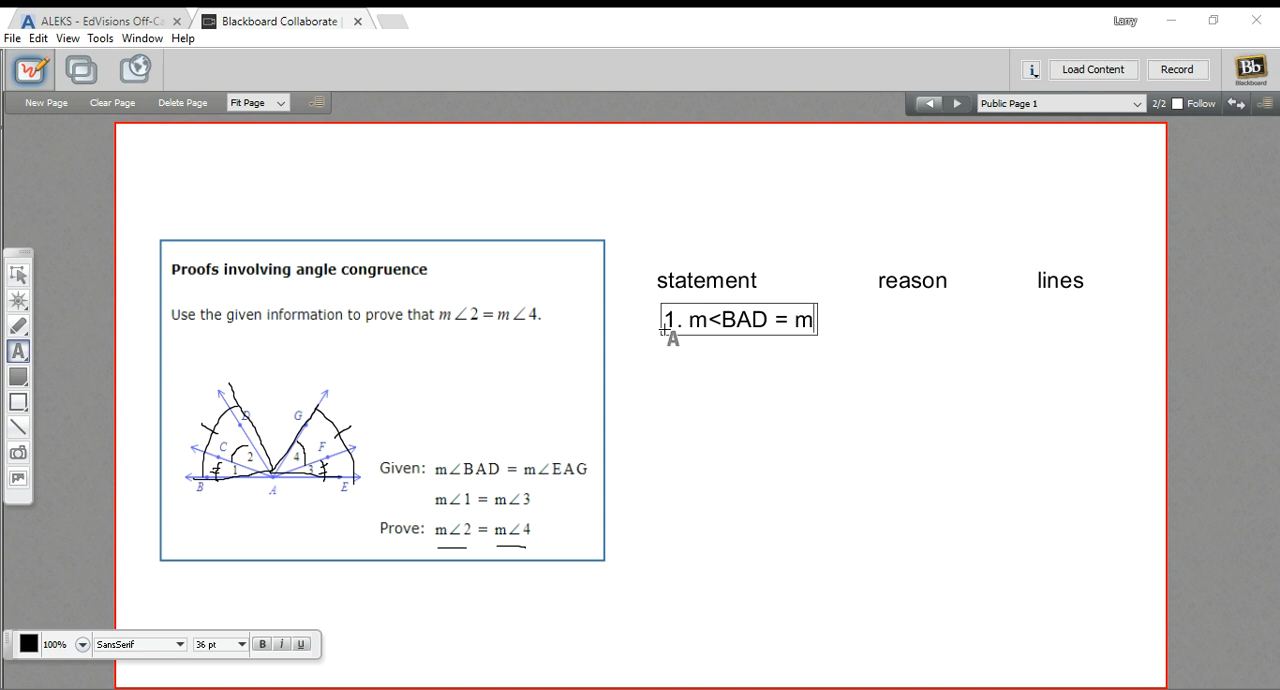 ALEKS - EdVisions Off-Ca
Blackboard Collaborate
Larry
File Edit View Tools Window Help
Load Content
Record
Bb
Blackboard
New Page Clear Page Delete Page Fit Page
Public Page 1
2/2 Follow
Proofs involving angle congruence
Use the given information to prove that m∠2 = m∠4.
D
G
C
F
2
4
1
3
B
A
E
Given: m∠BAD = m∠EAG
m∠1 = m∠3
Prove: m∠2 = m∠4
statement reason lines
1. m<BAD = m
A
A
100% SansSerif 36 pt B i U